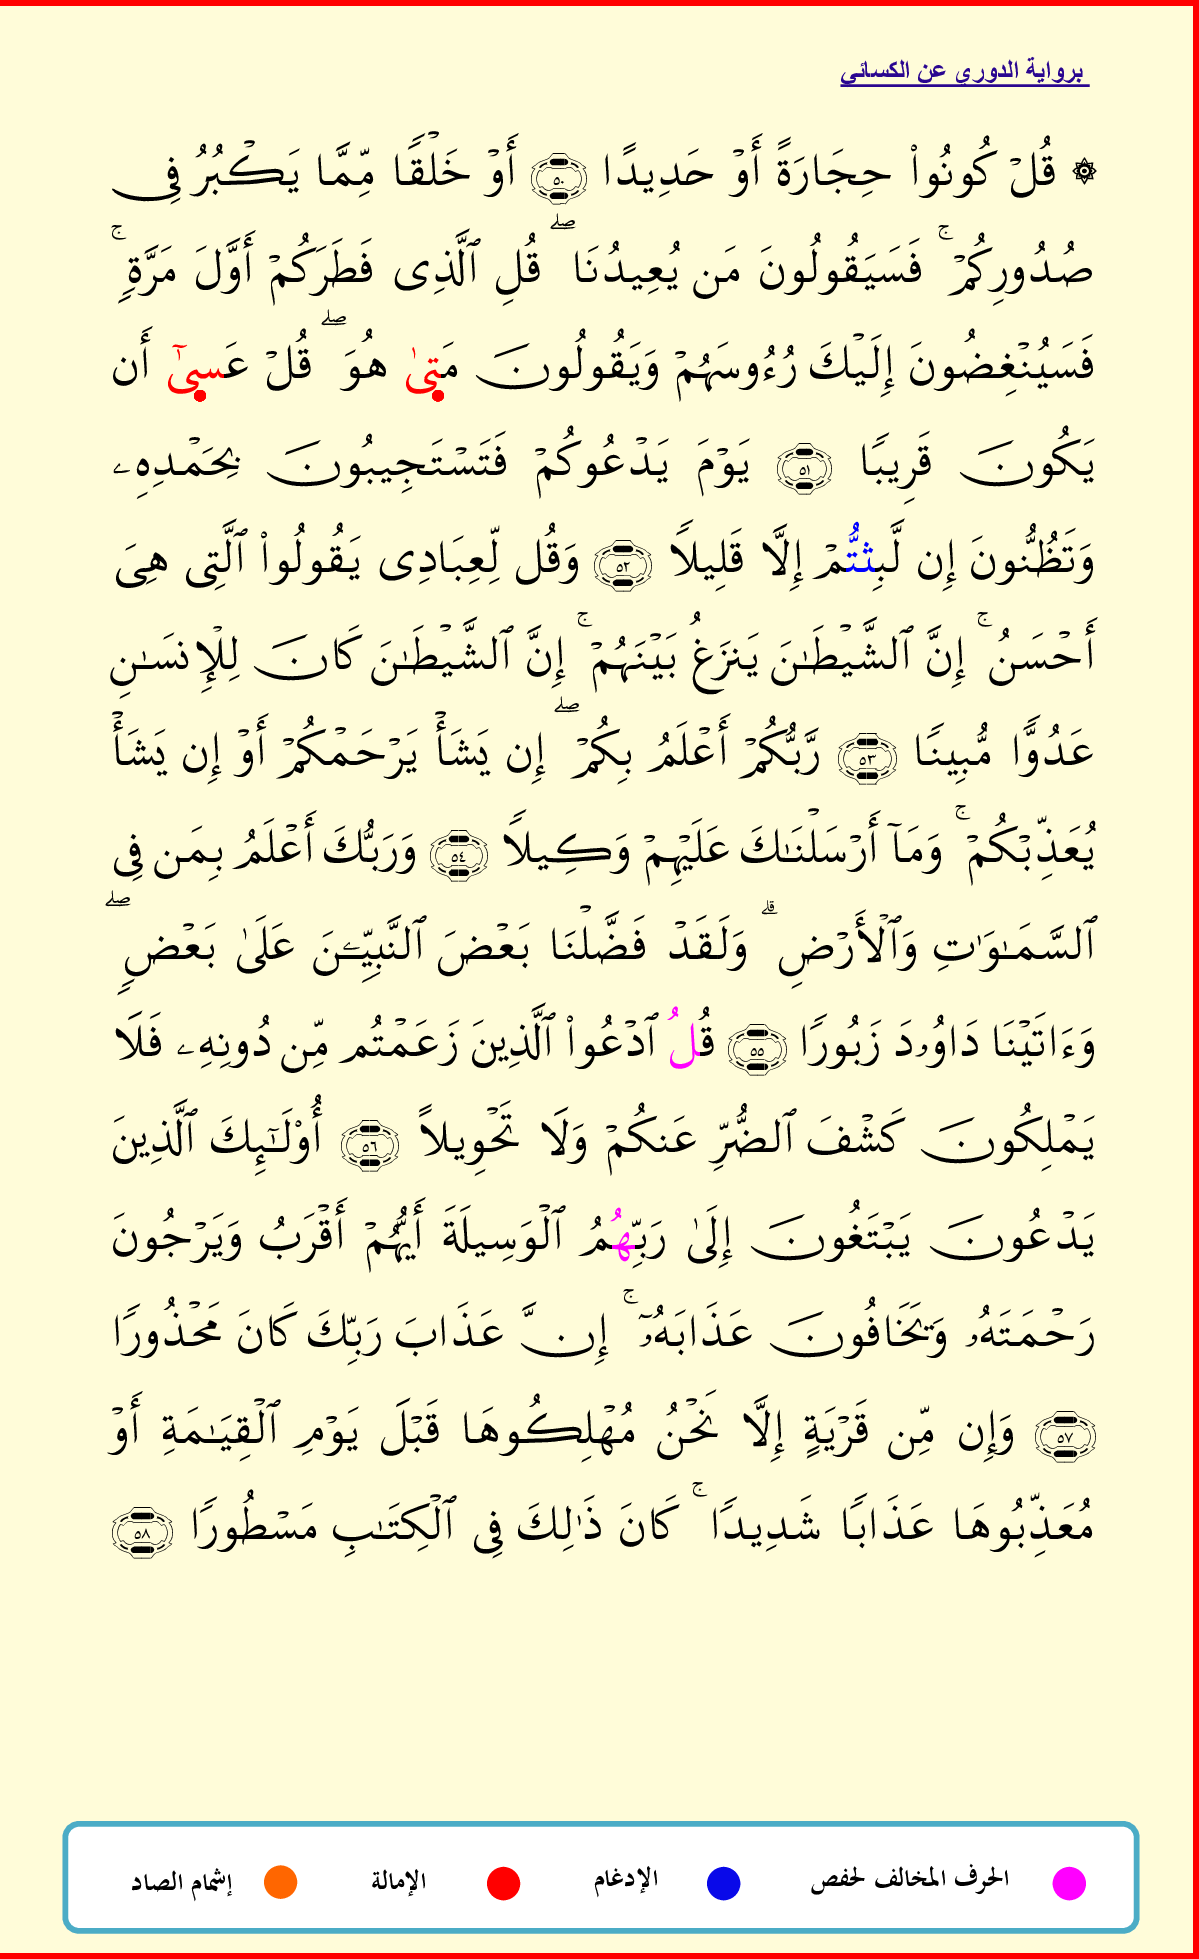 برواية الدوري عن الكسائي
۞ قُلۡ كُونُواْ حِجَارَةً أَوۡ حَدِيدًا ٥٠ أَوۡ خَلۡقًا مِّمَّا يَكۡبُرُ فِي
صُدُورِكُمۡۚ فَسَيَقُولُونَ مَن يُعِيدُنَاۖ قُلِ ٱلَّذِى فَطَرَكُمۡ أَوَّلَ مَرَّةٍۚ
فَسَيُنۡغِضُونَ إِلَيۡكَ رُءُوسَهُمۡ وَيَقُولُونَ مَتِىٰ هُوَۖ قُلۡ عَسِىٰٓ أَن
يَكُونَ قَرِيبًا ٥١ يَوۡمَ يَدۡعُوكُمۡ فَتَسۡتَجِيبُونَ بِحَمۡدِهِۦ
وَتَظُنُّونَ إِن لَّبِثتُّمۡ إِلَّا قَلِيلًا ٥٢ وَقُل لِّعِبَادِى يَقُولُواْ ٱلَّتِى هِىَ
أَحۡسَنُۚ إِنَّ ٱلشَّيۡطَٰنَ يَنزَغُ بَيۡنَهُمۡۚ إِنَّ ٱلشَّيۡطَٰنَ كَانَ لِلۡإِنسَٰنِ
عَدُوًّا مُّبِينًا ٥٣ رَّبُّكُمۡ أَعۡلَمُ بِكُمۡۖ إِن يَشَأۡ يَرۡحَمۡكُمۡ أَوۡ إِن يَشَأۡ
يُعَذِّبۡكُمۡۚ وَمَآ أَرۡسَلۡنَٰكَ عَلَيۡهِمۡ وَكِيلًا ٥٤ وَرَبُّكَ أَعۡلَمُ بِمَن فِى
ٱلسَّمَٰوَٰتِ وَٱلۡأَرۡضِۗ وَلَقَدۡ فَضَّلۡنَا بَعۡضَ ٱلنَّبِيِّـۧنَ عَلَىٰ بَعۡضٍۖ
وَءَاتَيۡنَا دَاوُۥدَ زَبُورًا ٥٥ قُلُ ٱدۡعُواْ ٱلَّذِينَ زَعَمۡتُم مِّن دُونِهِۦ فَلَا
يَمۡلِكُونَ كَشۡفَ ٱلضُّرِّ عَنكُمۡ وَلَا تَحۡوِيلًا ٥٦ أُوْلَٰٓئِكَ ٱلَّذِينَ
يَدۡعُونَ يَبۡتَغُونَ إِلَىٰ رَبِّهُمُ ٱلۡوَسِيلَةَ أَيُّهُمۡ أَقۡرَبُ وَيَرۡجُونَ
رَحۡمَتَهُۥ وَيَخَافُونَ عَذَابَهُۥٓۚ إِنَّ عَذَابَ رَبِّكَ كَانَ مَحۡذُورًا
٥٧ وَإِن مِّن قَرۡيَةٍ إِلَّا نَحۡنُ مُهۡلِكُوهَا قَبۡلَ يَوۡمِ ٱلۡقِيَٰمَةِ أَوۡ
مُعَذِّبُوهَا عَذَابًا شَدِيدًاۚ كَانَ ذَٰلِكَ فِى ٱلۡكِتَٰبِ مَسۡطُورًا ٥٨
الحرف المخالف لحفص الإدغام الإمالة إشمام الصاد